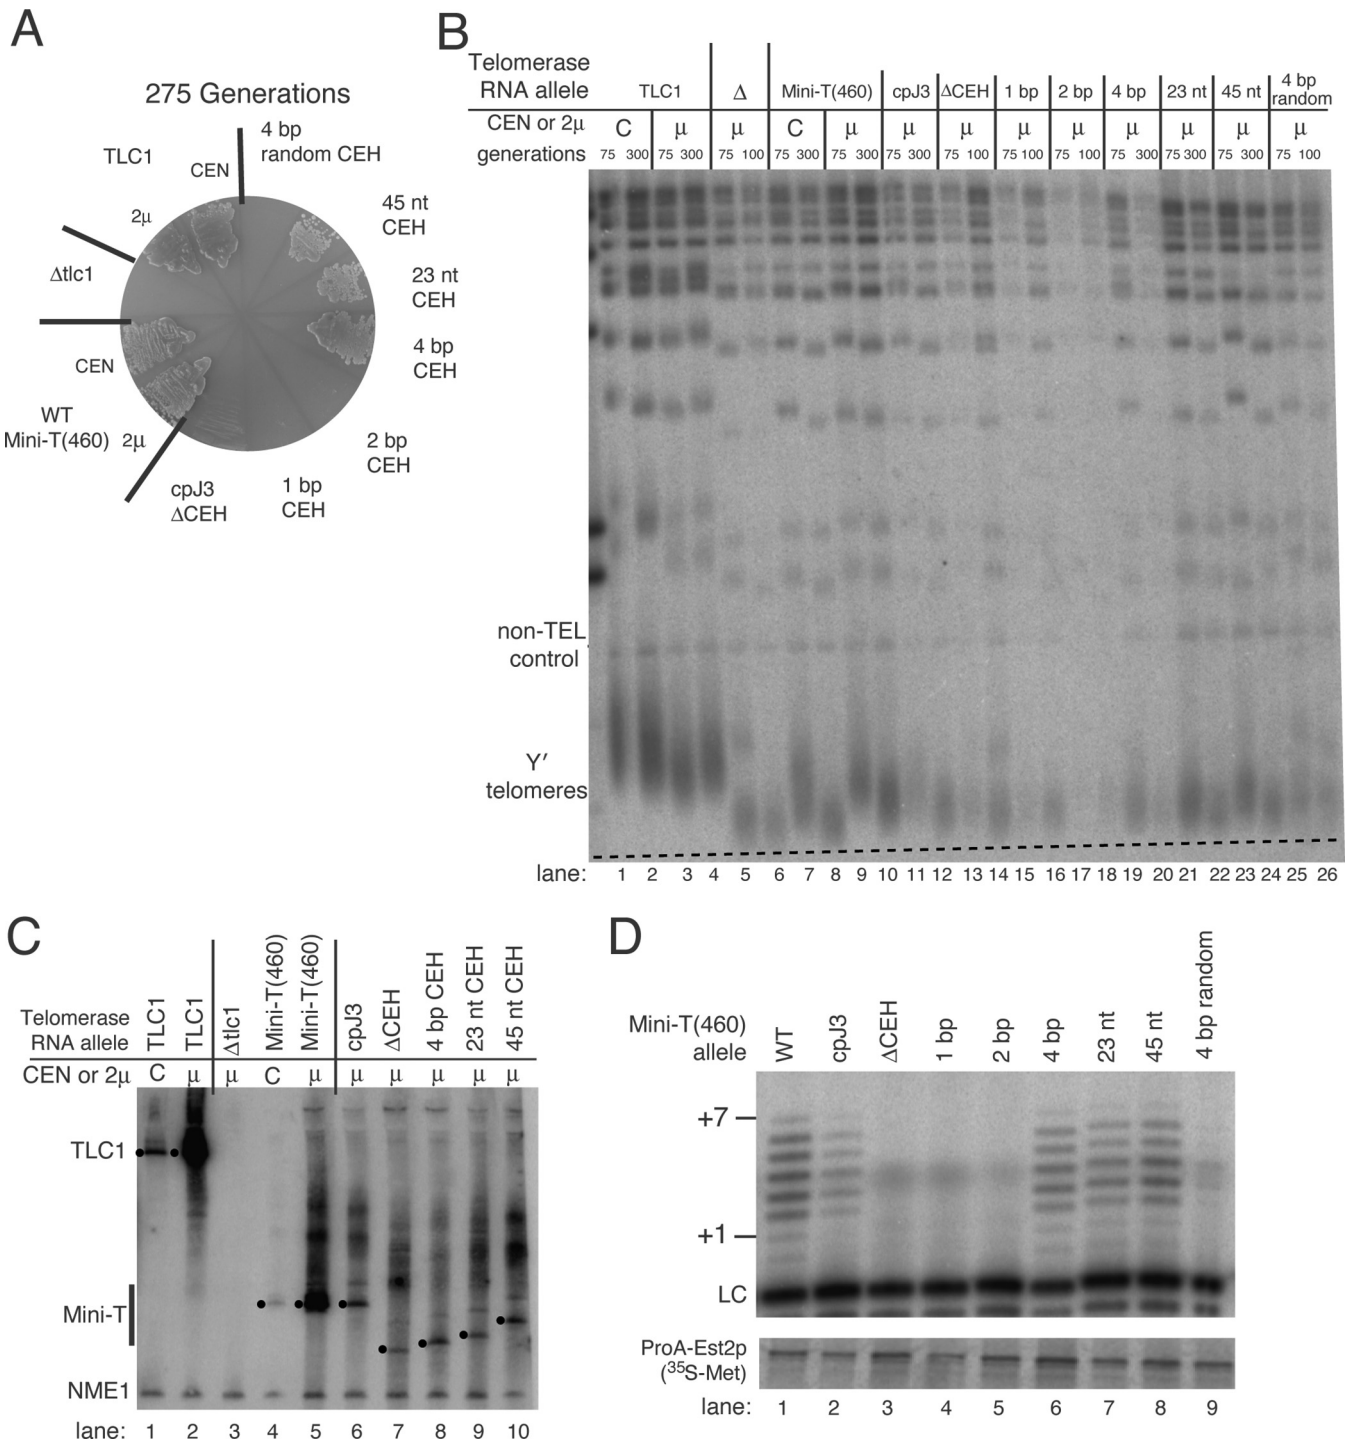 A
275 Generations
TLC1
CEN
4 bp
random CEH
2µ
45 nt
CEH
Δtlc1
23 nt
CEH
CEN
4 bp
CEH
WT
Mini-T(460)
2µ
2 bp
CEH
cpJ3
ΔCEH
1 bp
CEH
B
Telomerase
RNA allele
TLC1 Δ Mini-T(460) cpJ3 ΔCEH 1 bp 2 bp 4 bp 23 nt 45 nt 4 bp random
CEN or 2µ C µ µ C µ µ µ µ µ µ µ µ µ
generations 75 300 75 300 75 100 75 300 75 300 75 300 75 100 75 100 75 100 75 300 75 300 75 300 75 100
non-TEL
control
Y′
telomeres
lane: 1 2 3 4 5 6 7 8 9 10 11 12 13 14 15 16 17 18 19 20 21 22 23 24 25 26
C
Telomerase
RNA allele
TLC1
TLC1
Δtlc1
Mini-T(460)
Mini-T(460)
cpJ3
ΔCEH
4 bp CEH
23 nt CEH
45 nt CEH
CEN or 2µ C µ µ C µ µ µ µ µ µ
TLC1
Mini-T
NME1
lane: 1 2 3 4 5 6 7 8 9 10
D
Mini-T(460)
allele
WT
cpJ3
ΔCEH
1 bp
2 bp
4 bp
23 nt
45 nt
4 bp random
+7
+1
LC
ProA-Est2p
(35S-Met)
lane: 1 2 3 4 5 6 7 8 9